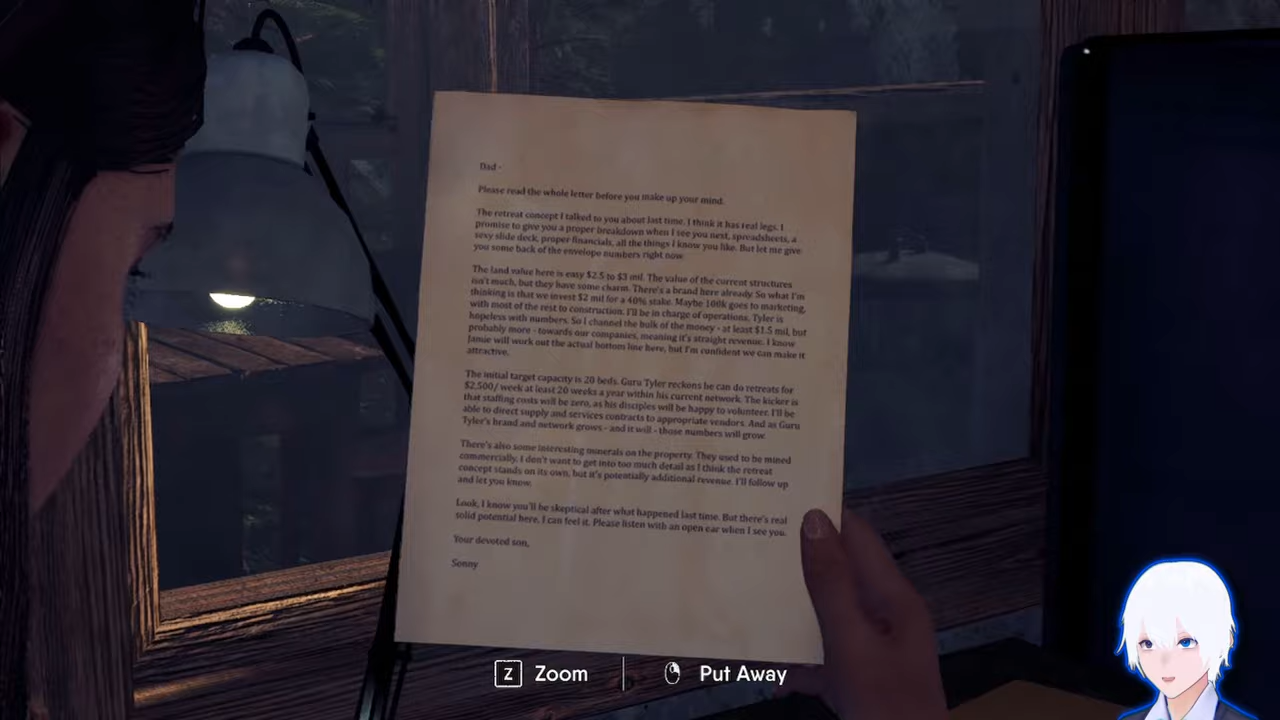 Dad -
Please read the whole letter before you make up your mind.
The retreat concept I talked to you about last time. I think it has real legs. I
promise to give you a proper breakdown when I see you next, spreadsheets, a
sexy slide deck, proper financials, all the things I know you like. But let me give
you some back of the envelope numbers right now.
The land value here is easy $2.5 to $3 mil. The value of the current structures
isn't much, but they have some charm. There's a brand here already. So what I'm
thinking is that we invest $2 mil for a 40% stake. Maybe 100k goes to marketing,
with most of the rest to construction. I'll be in charge of operations. Tyler is
hopeless with numbers. So I channel the bulk of the money - at least $1.5 mil, but
probably more - towards our companies, meaning it's straight revenue. I know
Jamie will work out the actual bottom line here, but I'm confident we can make it
attractive.
The initial target capacity is 20 beds. Guru Tyler reckons he can do retreats for
$2,500/ week at least 20 weeks a year within his current network. The kicker is
that staffing costs will be zero, as his disciples will be happy to volunteer. I'll be
able to direct supply and services contracts to appropriate vendors. And as Guru
Tyler's brand and network grows - and it will - those numbers will grow.
There's also some interesting minerals on the property. They used to be mined
commercially. I don't want to get into too much detail as I think the retreat
concept stands on its own, but it's potentially additional revenue. I'll follow up
and let you know.
Look, I know you'll be skeptical after what happened last time. But there's real
solid potential here, I can feel it. Please listen with an open ear when I see you.
Your devoted son,
Sonny
Z Zoom
Put Away